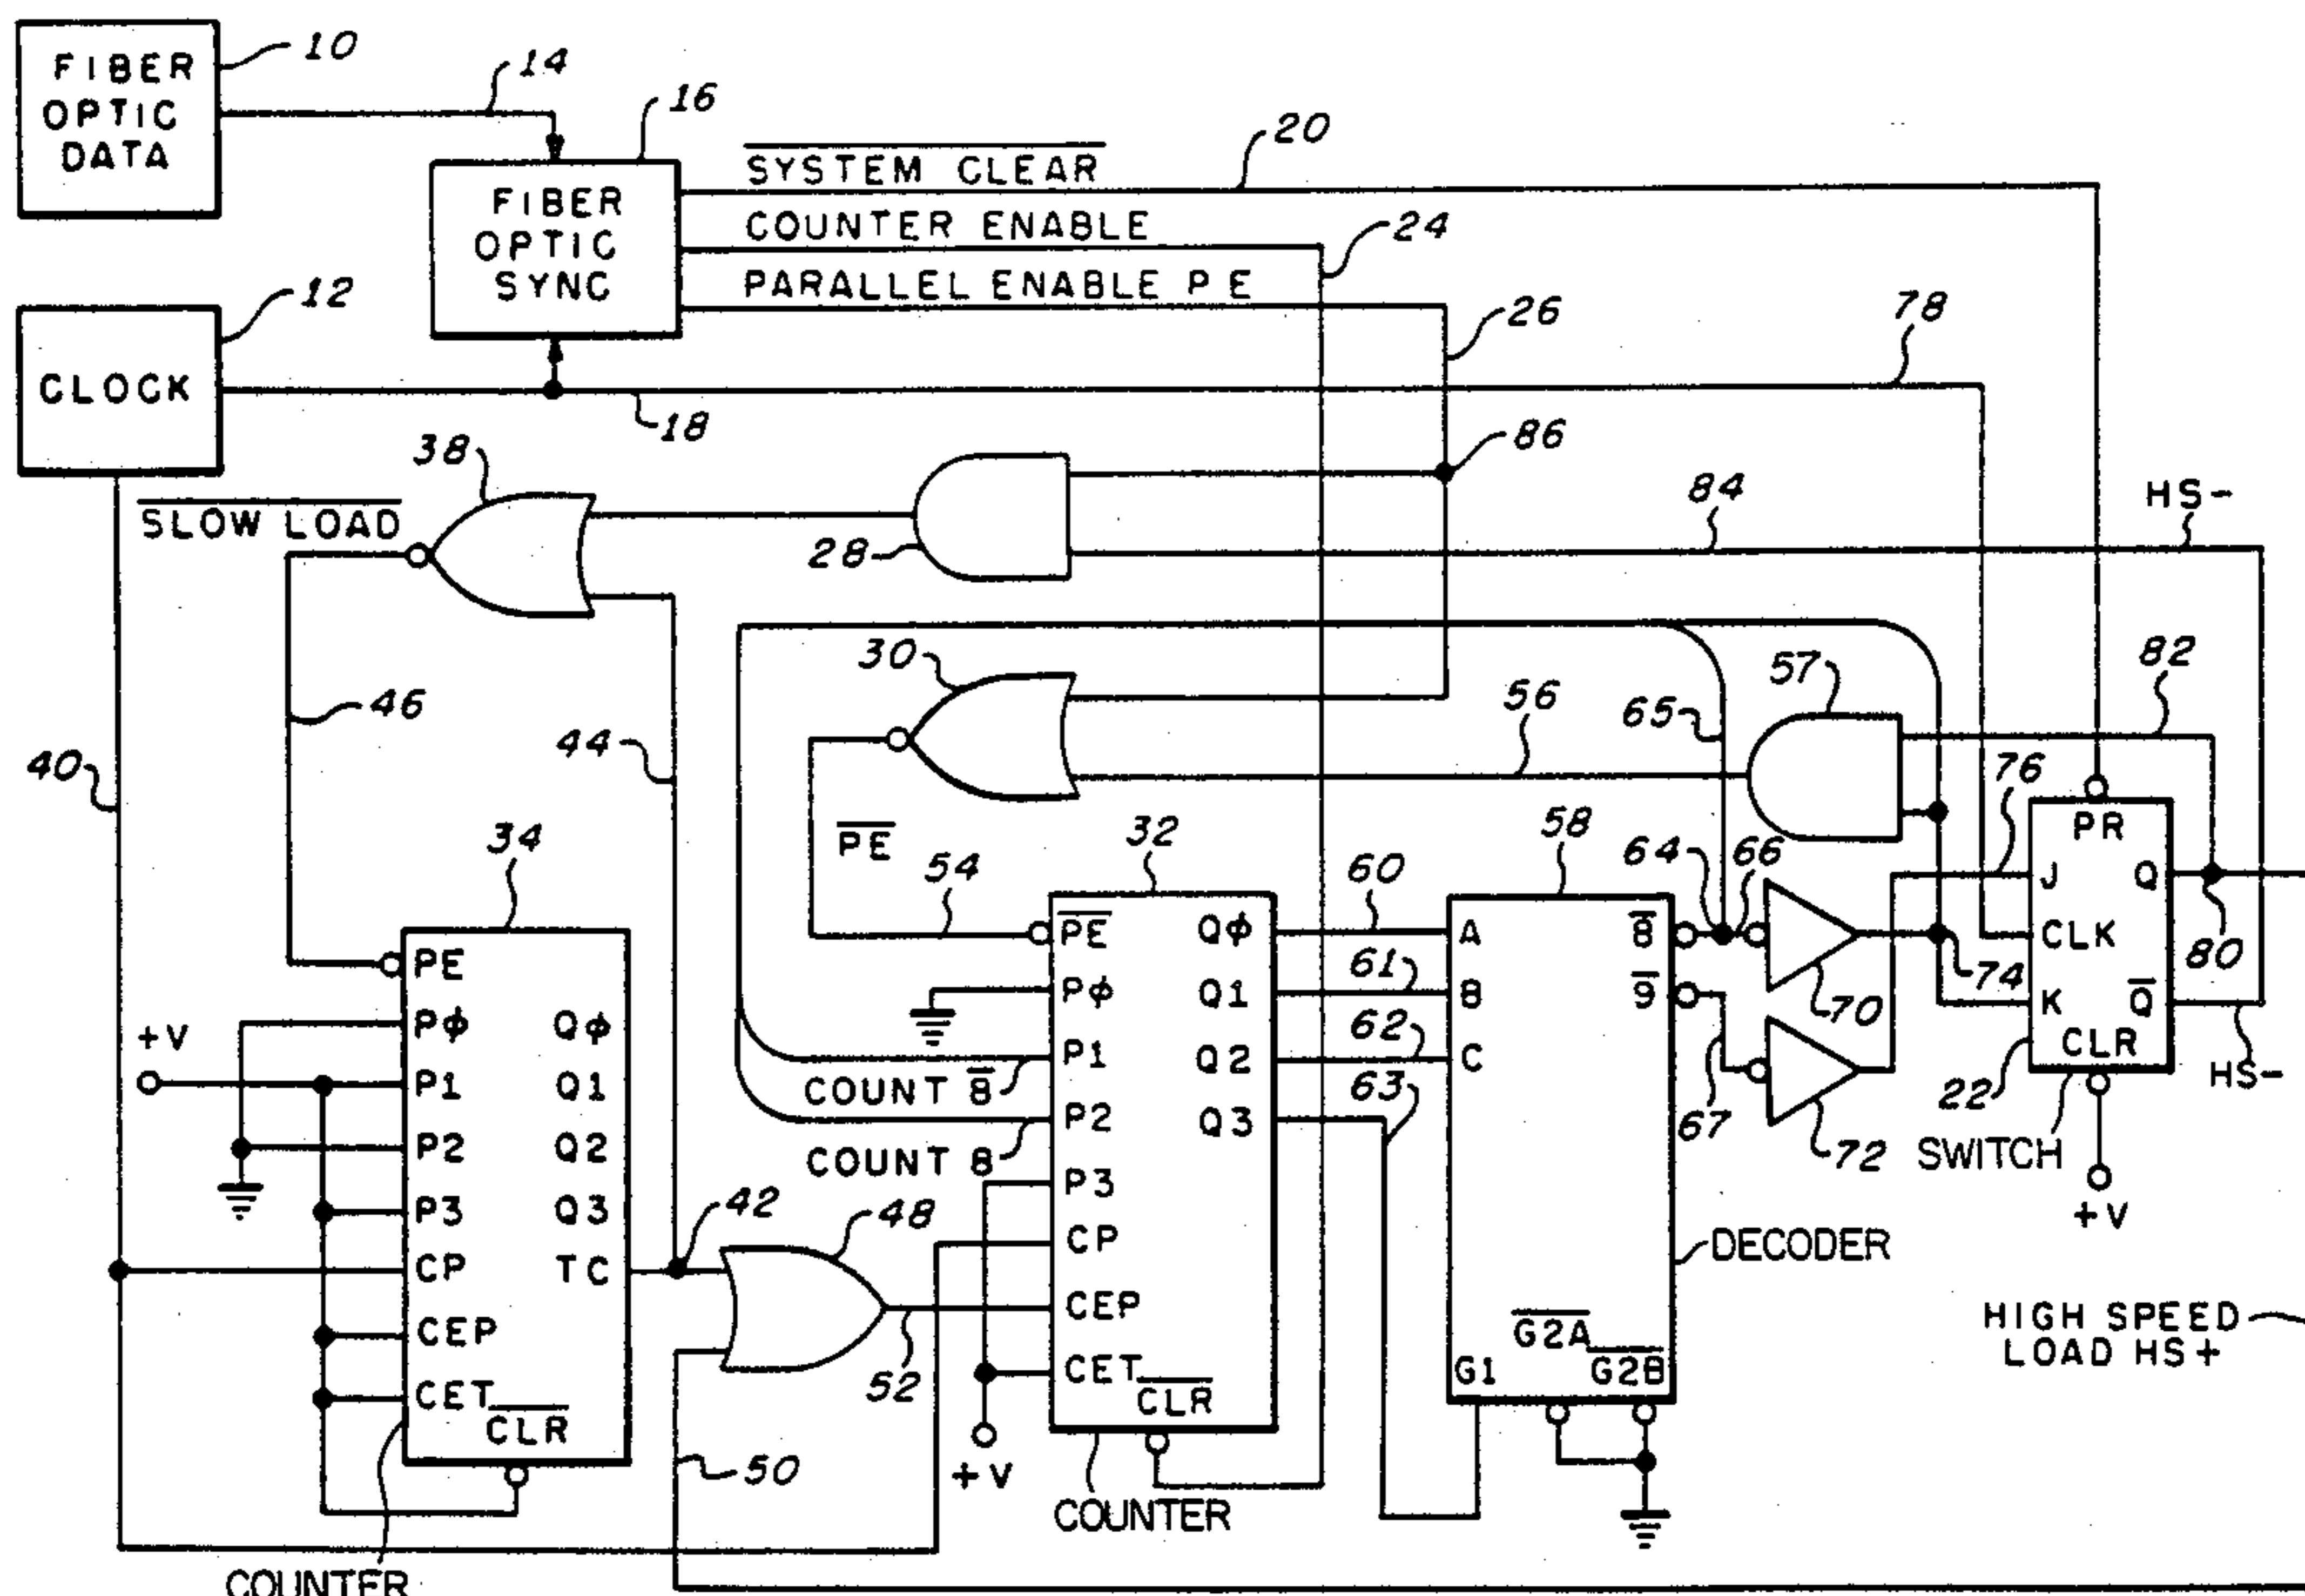 FIBER
OPTIC
DATA
10
14
16
FIBER
OPTIC
SYNC
SYSTEM CLEAR
20
COUNTER ENABLE
24
PARALLEL ENABLE P E
26
12
CLOCK
18
78
86
38
SLOW LOAD
28
84
HS-
30
57
82
46
44
65
56
76
40
PE
54
34
32
60
58
64
66
PR
J
Q
CLK
80
K
Q̅
CLR
22
HS-
SWITCH
+V
74
70
67
72
PE
Pϕ
P1
P2
P3
CP
CEP
CET
CLR
Qϕ
Q1
Q2
Q3
TC
+V
42
48
50
52
COUNTER
P̅E̅
Pϕ
P1
COUNT 8̅
P2
COUNT 8
P3
CP
CEP
CET
CLR
Qϕ
Q1
Q2
Q3
+V
COUNTER
61
62
63
A
B
C
8̅
9̅
G2A
G1
G2B
DECODER
HIGH SPEED
LOAD HS+